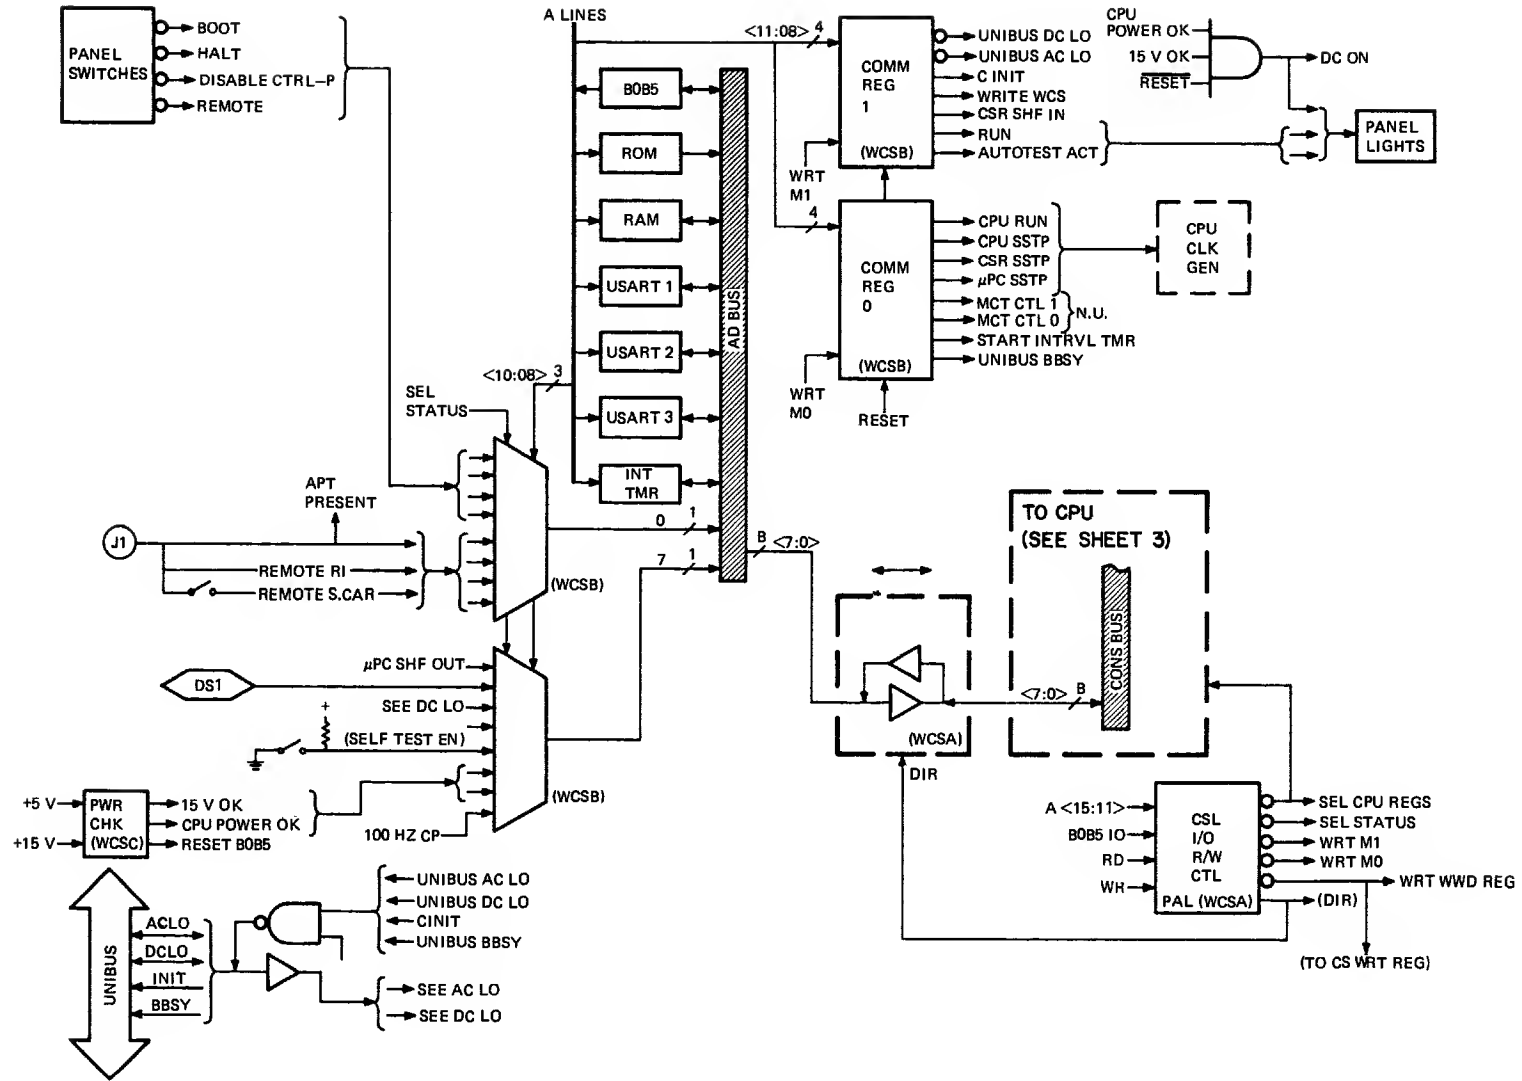 PANEL
SWITCHES
BOOT
HALT
DISABLE CTRL-P
REMOTE
A LINES
<11:08> 4
4
B0B5
ROM
RAM
USART 1
USART 2
USART 3
INT
TMR
AD BUS
COMM
REG
1
(WCSB)
WRT
M1
UNIBUS DC LO
UNIBUS AC LO
C INIT
WRITE WCS
CSR SHF IN
RUN
AUTOTEST ACT
CPU
POWER OK
15 V OK
RESET
DC ON
PANEL
LIGHTS
COMM
REG
0
(WCSB)
WRT
M0
RESET
CPU RUN
CPU SSTP
CSR SSTP
μPC SSTP
MCT CTL 1
MCT CTL 0
N.U.
START INTRVL TMR
UNIBUS BBSY
CPU
CLK
GEN
<10:08> 3
SEL
STATUS
APT
PRESENT
J1
REMOTE RI
REMOTE S.CAR
(WCSB)
0 1
7 1
B <7:0>
TO CPU
(SEE SHEET 3)
CONS BUS
<7:0> B
(WCSA)
DIR
μPC SHF OUT
DS1
SEE DC LO
+
(SELF TEST EN)
(WCSB)
100 HZ CP
+5 V
+15 V
PWR
CHK
(WCSC)
15 V OK
CPU POWER OK
RESET B0B5
A <15:11>
B0B5 IO
RD
WR
CSL
I/O
R/W
CTL
PAL (WCSA)
SEL CPU REGS
SEL STATUS
WRT M1
WRT M0
WRT WWD REG
(DIR)
(TO CS WRT REG)
UNIBUS
ACLO
DCLO
INIT
BBSY
UNIBUS AC LO
UNIBUS DC LO
CINIT
UNIBUS BBSY
SEE AC LO
SEE DC LO